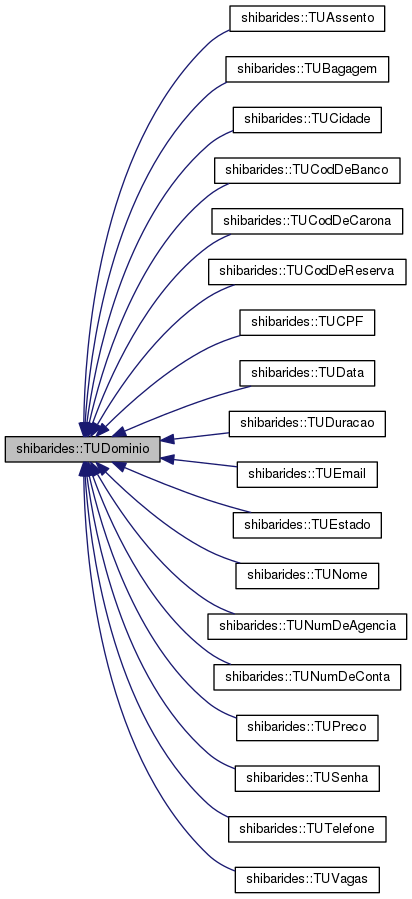 shibarides::TUAssento
shibarides::TUBagagem
shibarides::TUCidade
shibarides::TUCodDeBanco
shibarides::TUCodDeCarona
shibarides::TUCodDeReserva
shibarides::TUCPF
shibarides::TUData
shibarides::TUDuracao
shibarides::TUDominio
shibarides::TUEmail
shibarides::TUEstado
shibarides::TUNome
shibarides::TUNumDeAgencia
shibarides::TUNumDeConta
shibarides::TUPreco
shibarides::TUSenha
shibarides::TUTelefone
shibarides::TUVagas